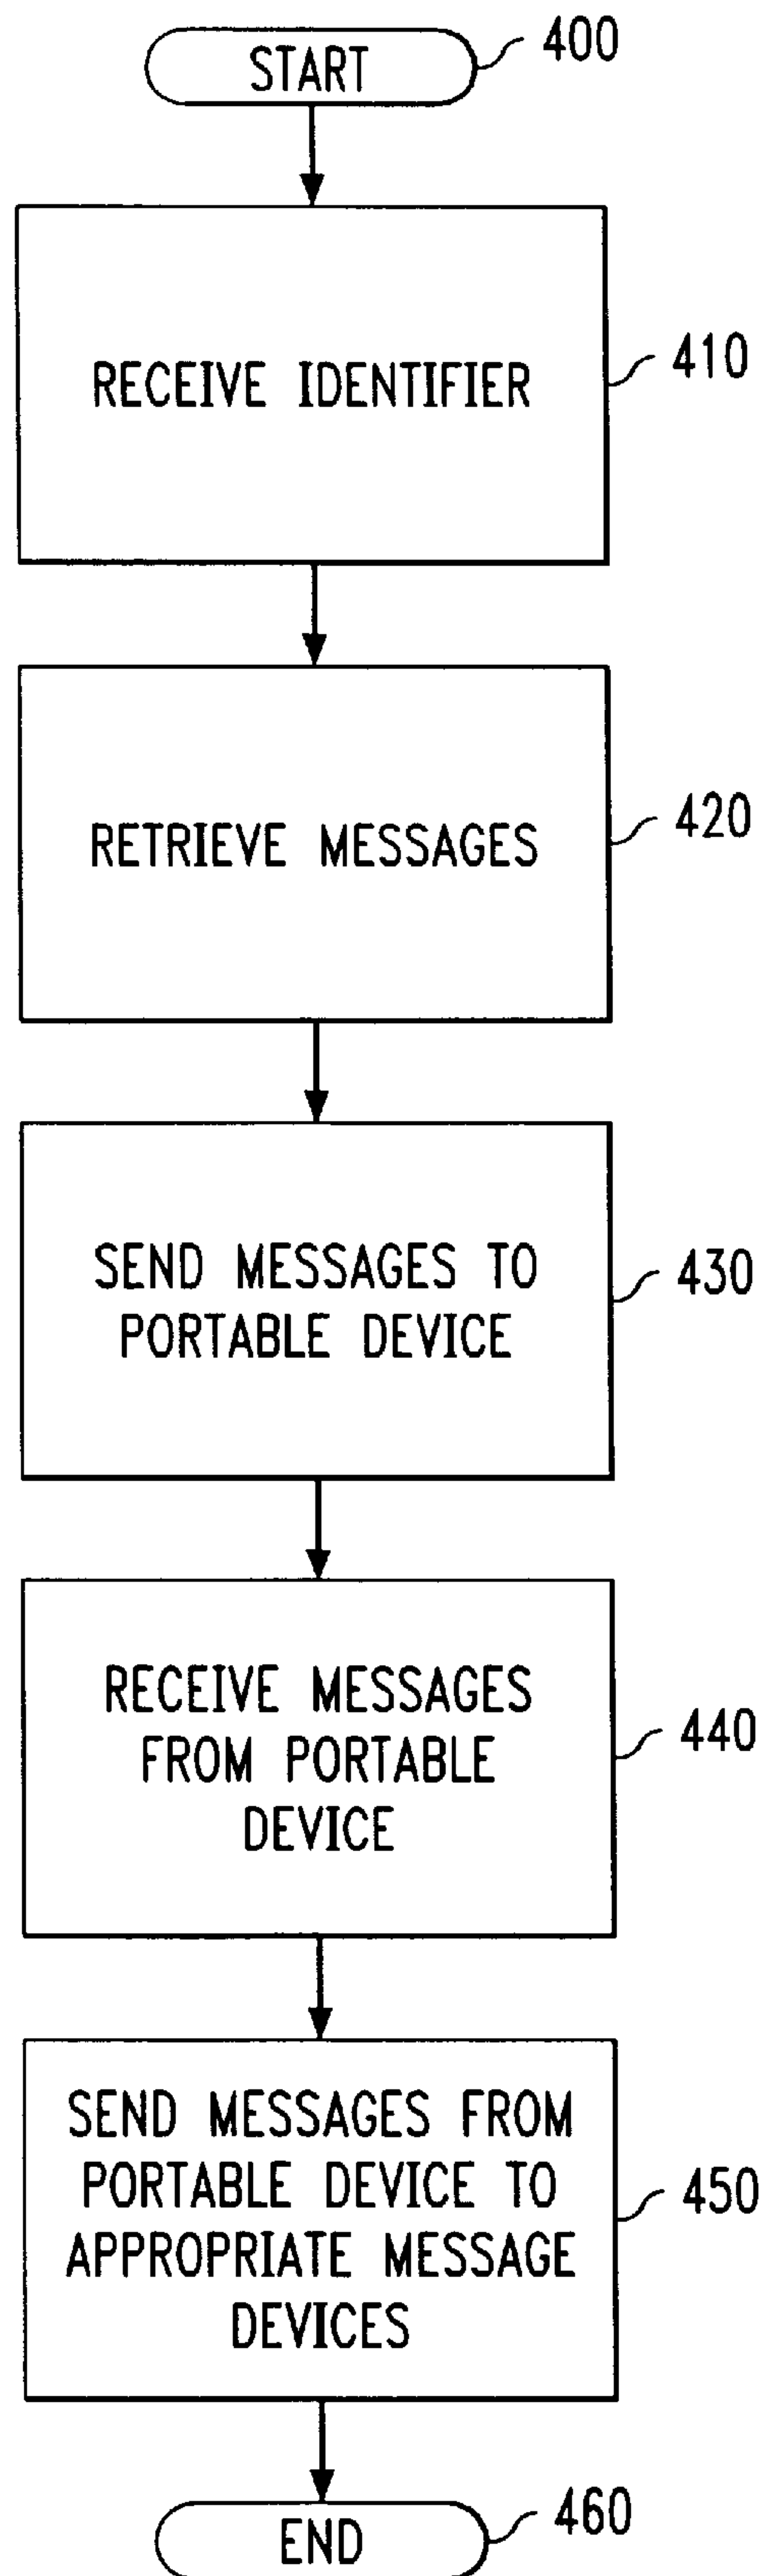 START
400
RECEIVE IDENTIFIER
410
RETRIEVE MESSAGES
420
SEND MESSAGES TO
PORTABLE DEVICE
430
RECEIVE MESSAGES
FROM PORTABLE
DEVICE
440
SEND MESSAGES FROM
PORTABLE DEVICE TO
APPROPRIATE MESSAGE
DEVICES
450
END
460